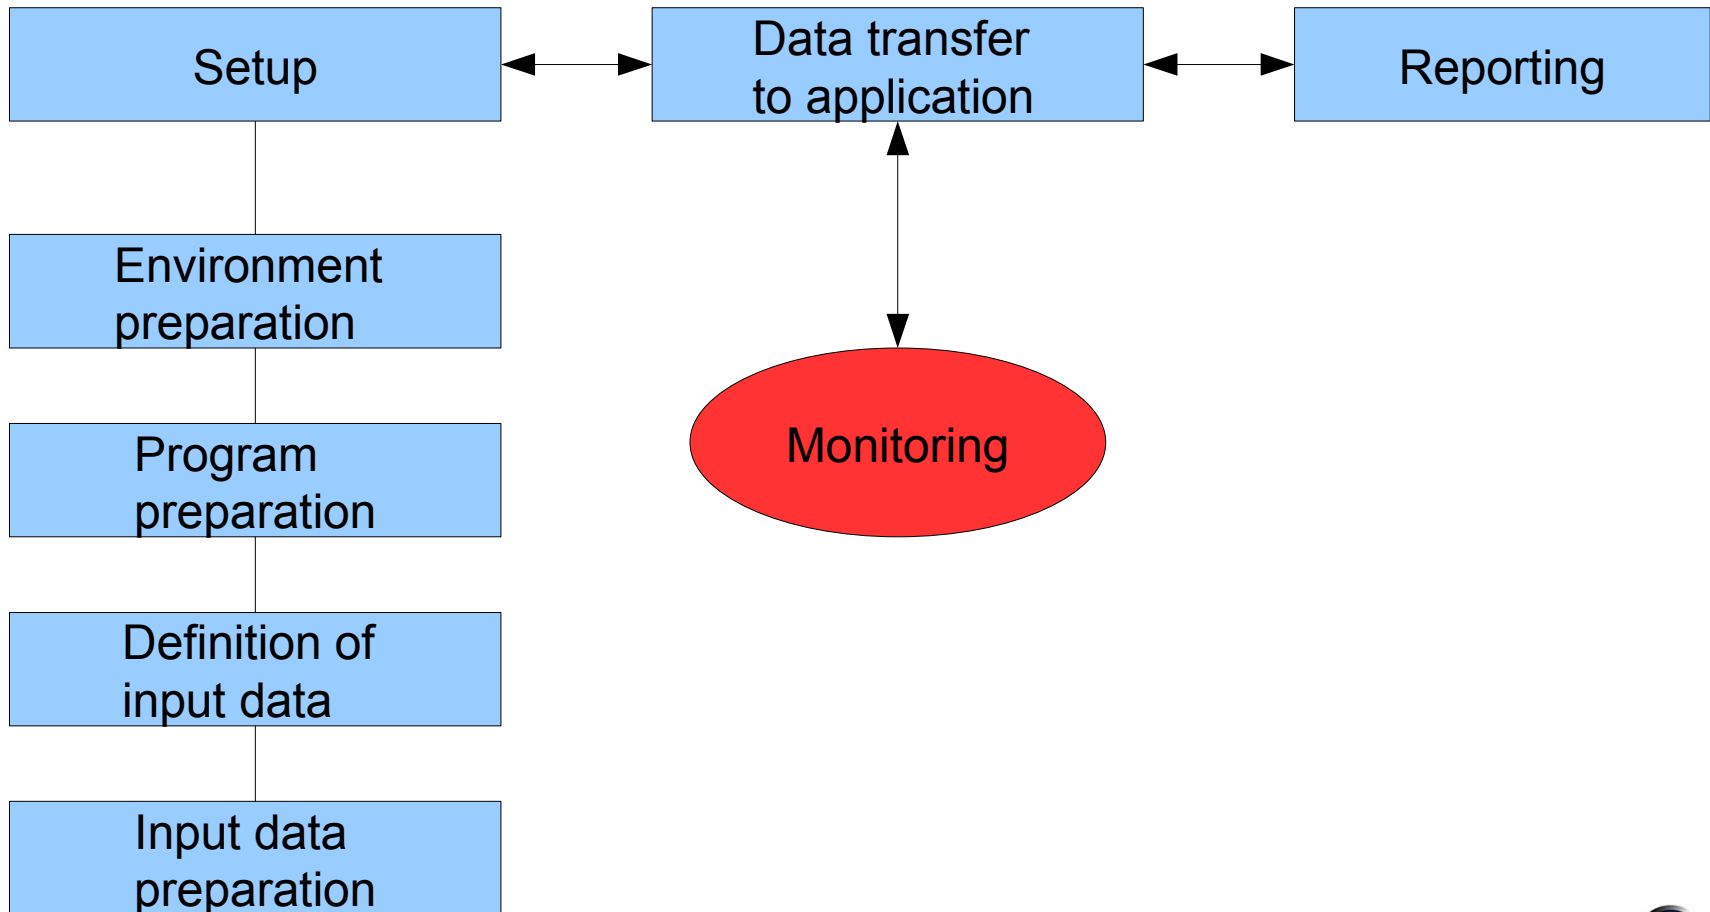 Setup
Data transfer
to application
Reporting
Environment
preparation
Program
preparation
Monitoring
Definition of
input data
Input data
preparation